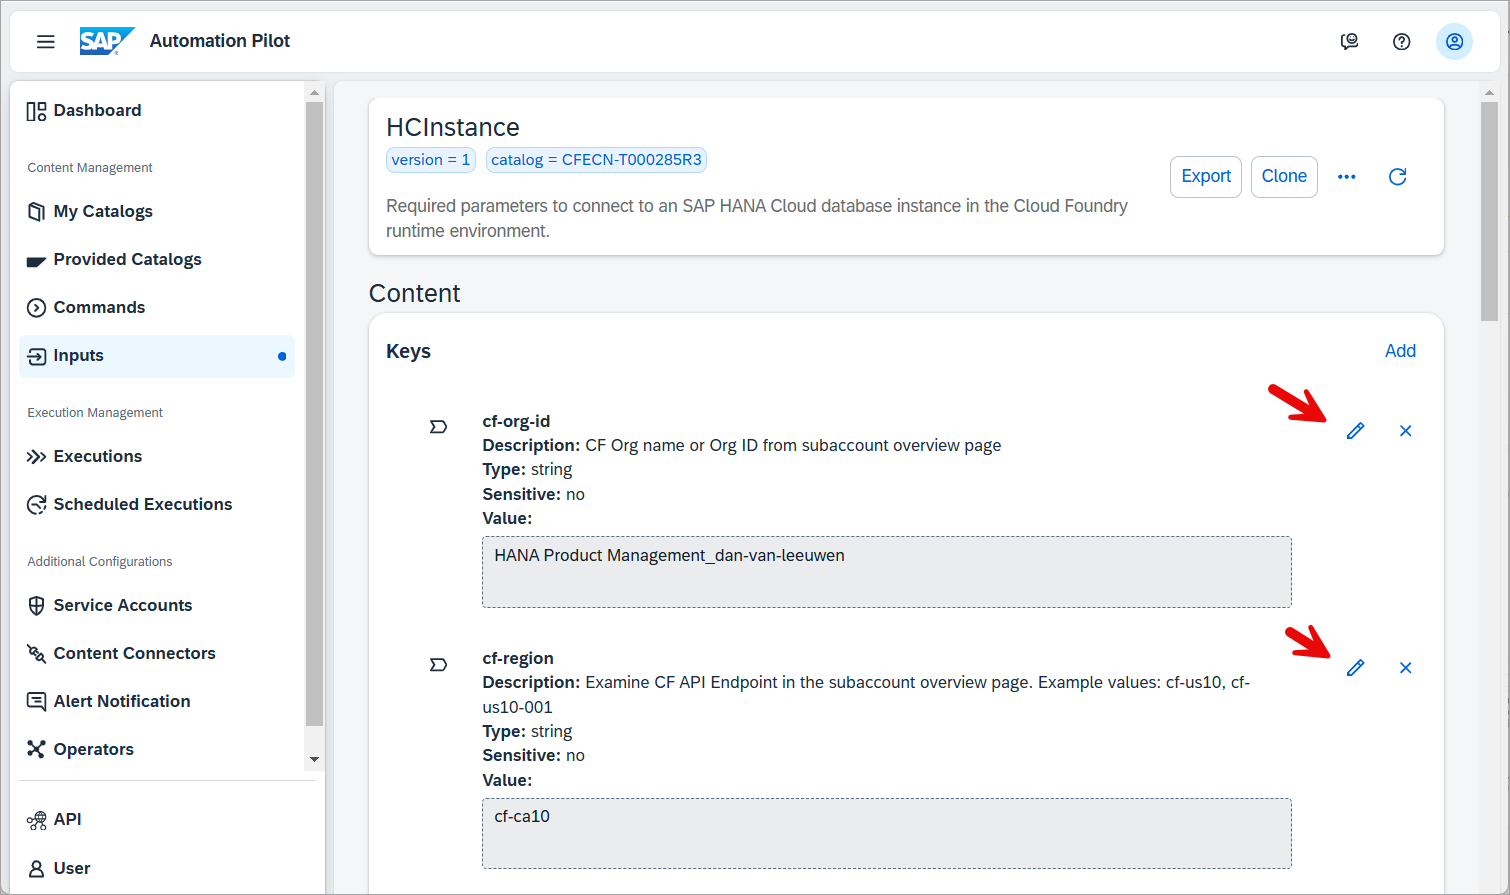 SAP Automation Pilot
Dashboard
Content Management
My Catalogs
Provided Catalogs
Commands
Inputs
Execution Management
Executions
Scheduled Executions
Additional Configurations
Service Accounts
Content Connectors
Alert Notification
Operators
API
User
HCInstance
version = 1 catalog = CFECN-T000285R3
Required parameters to connect to an SAP HANA Cloud database instance in the Cloud Foundry
runtime environment.
Export Clone
Content
Keys Add
cf-org-id
Description: CF Org name or Org ID from subaccount overview page
Type: string
Sensitive: no
Value:
HANA Product Management_dan-van-leeuwen
cf-region
Description: Examine CF API Endpoint in the subaccount overview page. Example values: cf-us10, cf-
us10-001
Type: string
Sensitive: no
Value:
cf-ca10